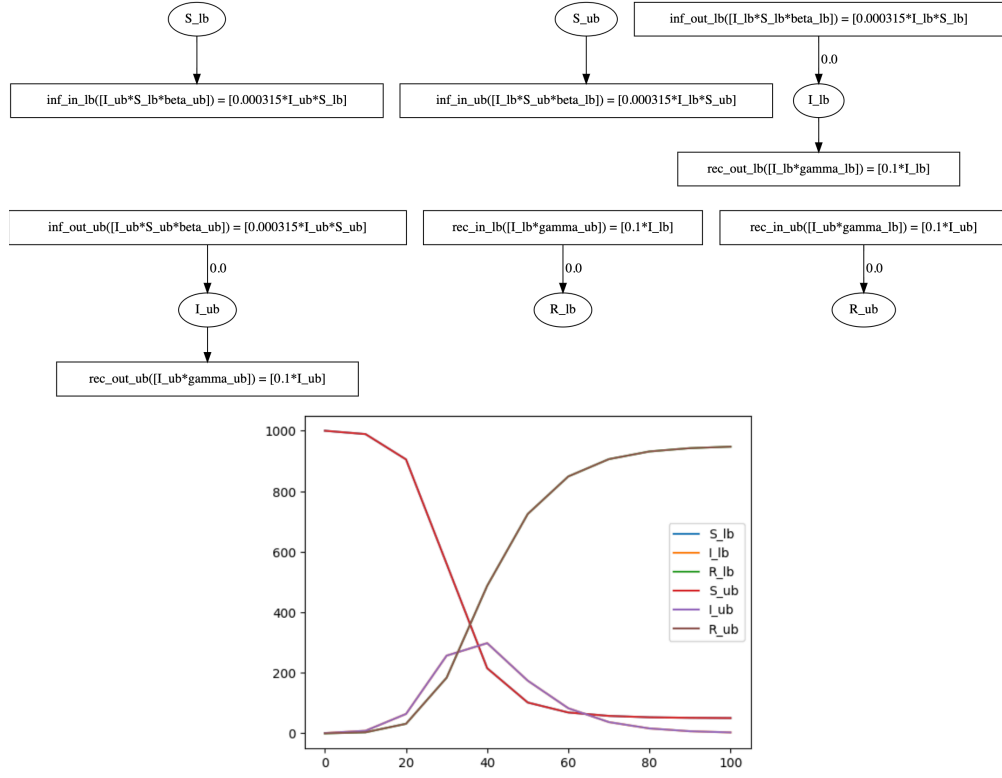 S_lb
S_ub
inf_out_lb([I_lb*S_lb*beta_lb]) = [0.000315*I_lb*S_lb]
0.0
inf_in_lb([I_ub*S_lb*beta_ub]) = [0.000315*I_ub*S_lb]
inf_in_ub([I_lb*S_ub*beta_lb]) = [0.000315*I_lb*S_ub]
I_lb
rec_out_lb([I_lb*gamma_lb]) = [0.1*I_lb]
inf_out_ub([I_ub*S_ub*beta_ub]) = [0.000315*I_ub*S_ub]
rec_in_lb([I_lb*gamma_ub]) = [0.1*I_lb]
rec_in_ub([I_ub*gamma_lb]) = [0.1*I_ub]
0.0
0.0
0.0
I_ub
R_lb
R_ub
rec_out_ub([I_ub*gamma_ub]) = [0.1*I_ub]
1000
800
600
400
200
0
S_lb
I_lb
R_lb
S_ub
I_ub
R_ub
0 20 40 60 80 100